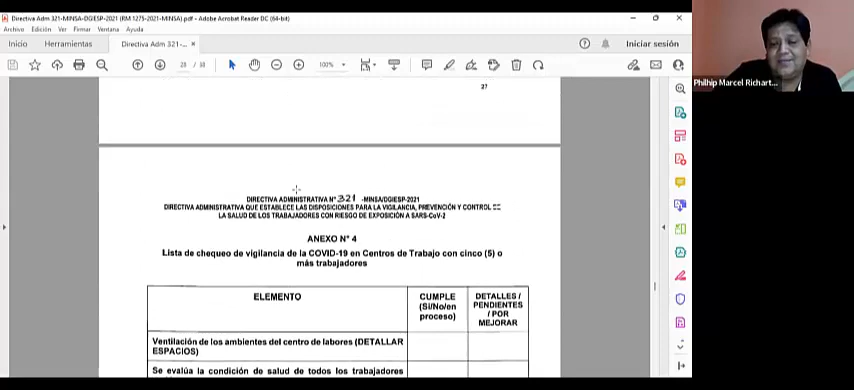 Directiva Adm 321-MINSA-DGIESP-2021 (RM 1275-2021-MINSA).pdf - Adobe Acrobat Reader DC (64-bit)
Archivo Edición Ver Firmar Ventana Ayuda
Inicio Herramientas Directiva Adm 321-... × Iniciar sesión
100%
Philhip Marcel Richart...
27
DIRECTIVA ADMINISTRATIVA N° 321 -MINSA/DGIESP-2021
DIRECTIVA ADMINISTRATIVA QUE ESTABLECE LAS DISPOSICIONES PARA LA VIGILANCIA, PREVENCIÓN Y CONTROL DE
LA SALUD DE LOS TRABAJADORES CON RIESGO DE EXPOSICIÓN A SARS-CoV-2
ANEXO N° 4
Lista de chequeo de vigilancia de la COVID-19 en Centros de Trabajo con cinco (5) o
más trabajadores
ELEMENTO
CUMPLE
(Si/No/en
proceso)
DETALLES /
PENDIENTES
/ POR
MEJORAR
Ventilación de los ambientes del centro de labores (DETALLAR
ESPACIOS)
Se evalúa la condición de salud de todos los trabajadores